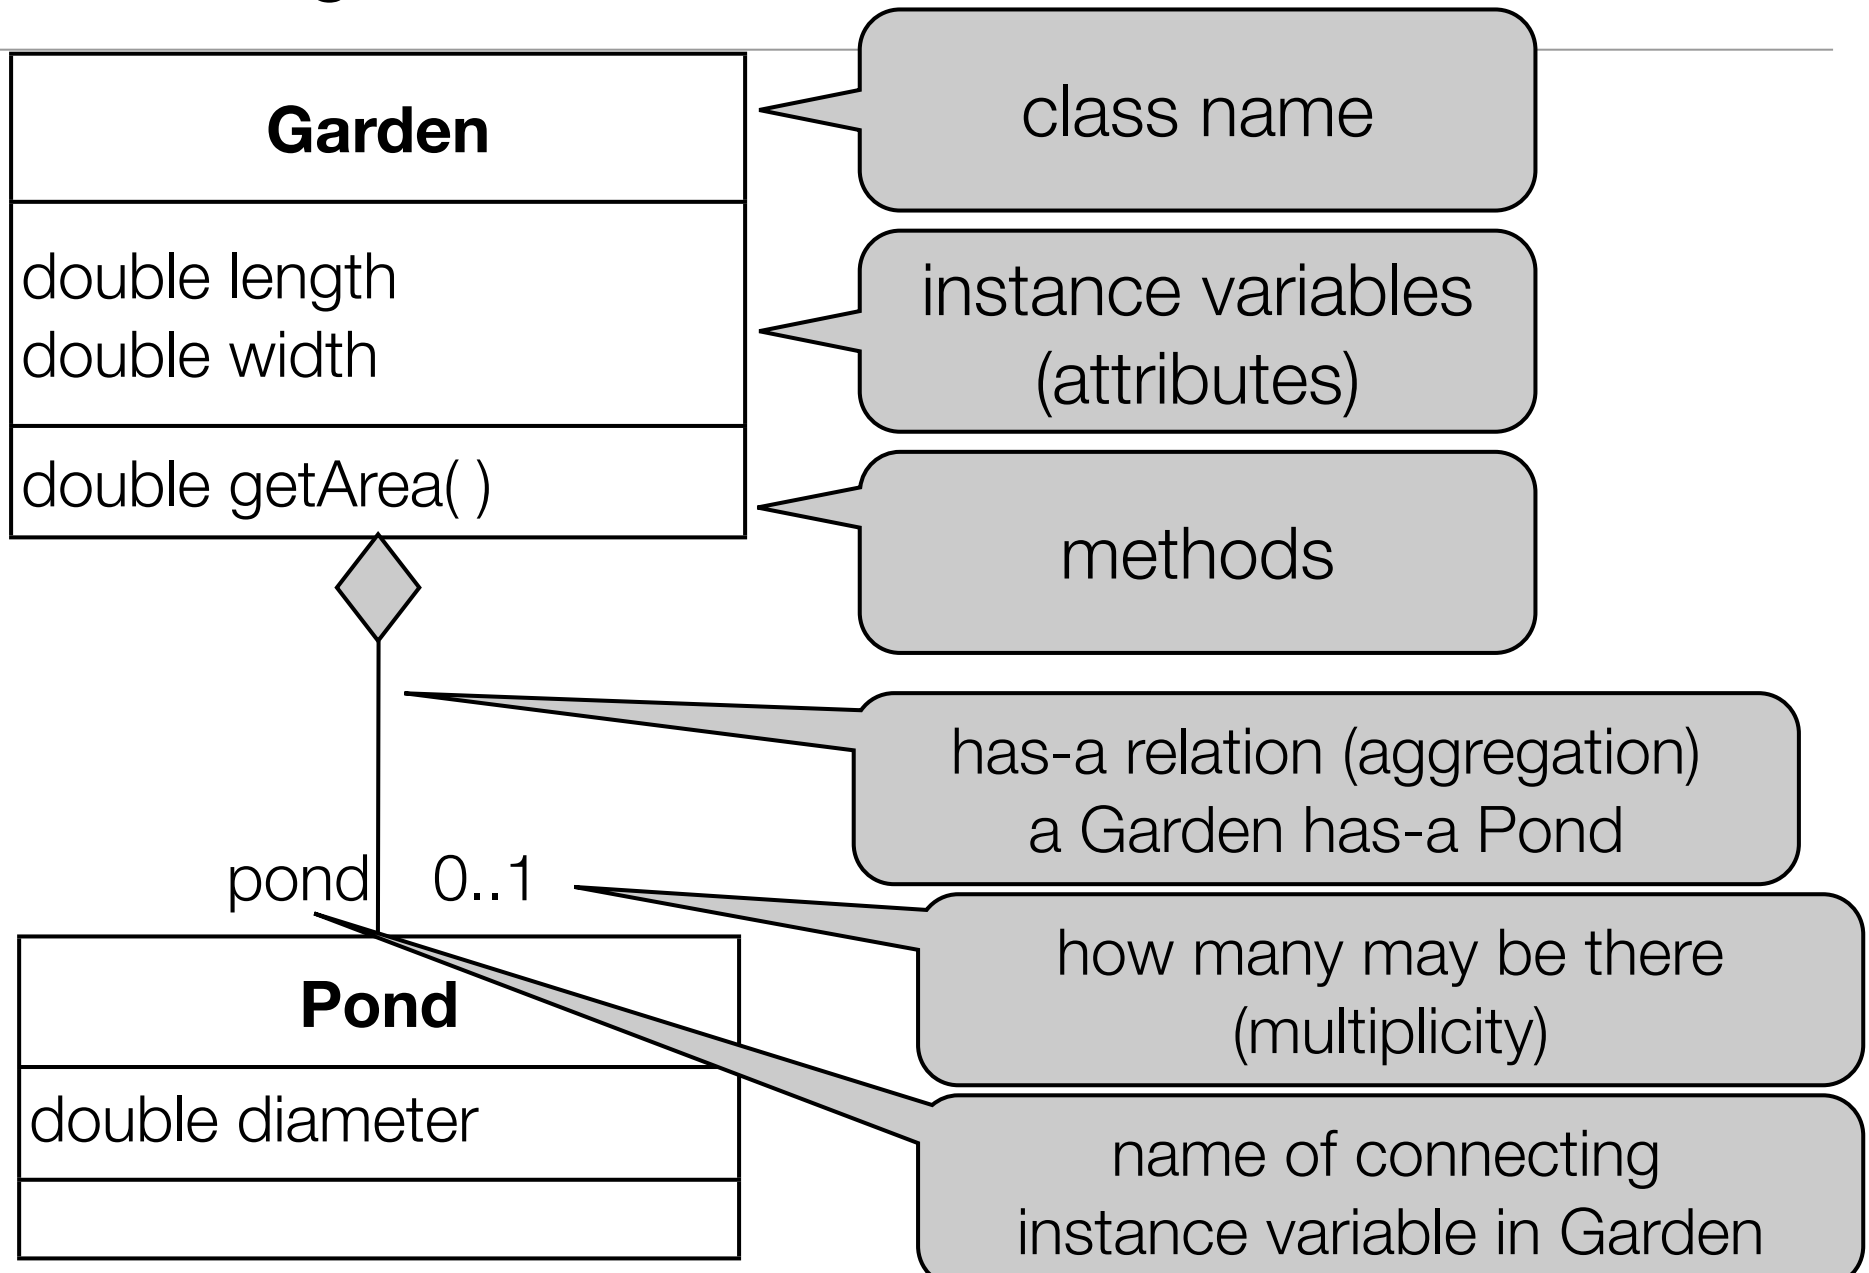 Garden
class name
double length
double width
instance variables
(attributes)
double getArea( )
methods
has-a relation (aggregation)
a Garden has-a Pond
pond 0..1
how many may be there
(multiplicity)
Pond
double diameter
name of connecting
instance variable in Garden